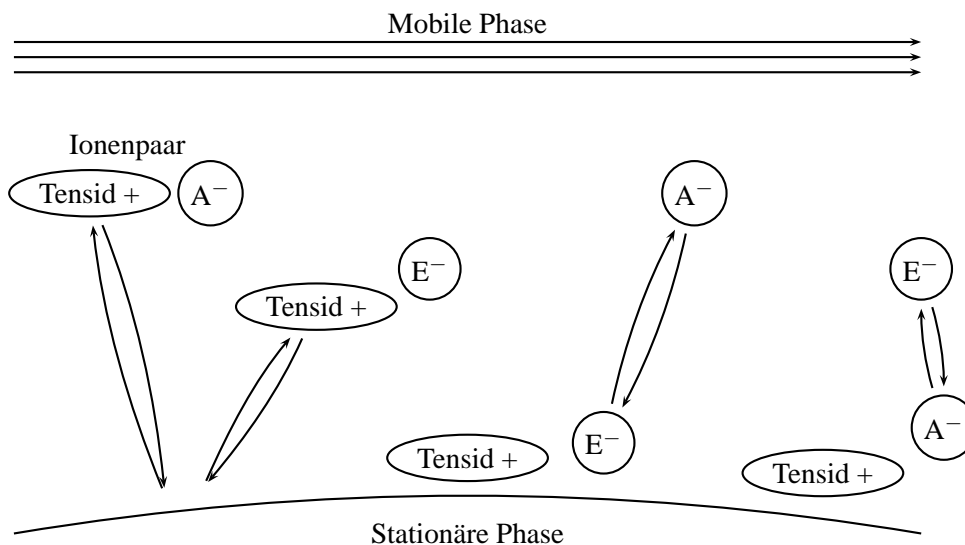 Mobile Phase
Ionenpaar
Tensid +
A⁻
A⁻
E⁻
E⁻
Tensid +
A⁻
E⁻
Tensid +
Tensid +
Stationäre Phase